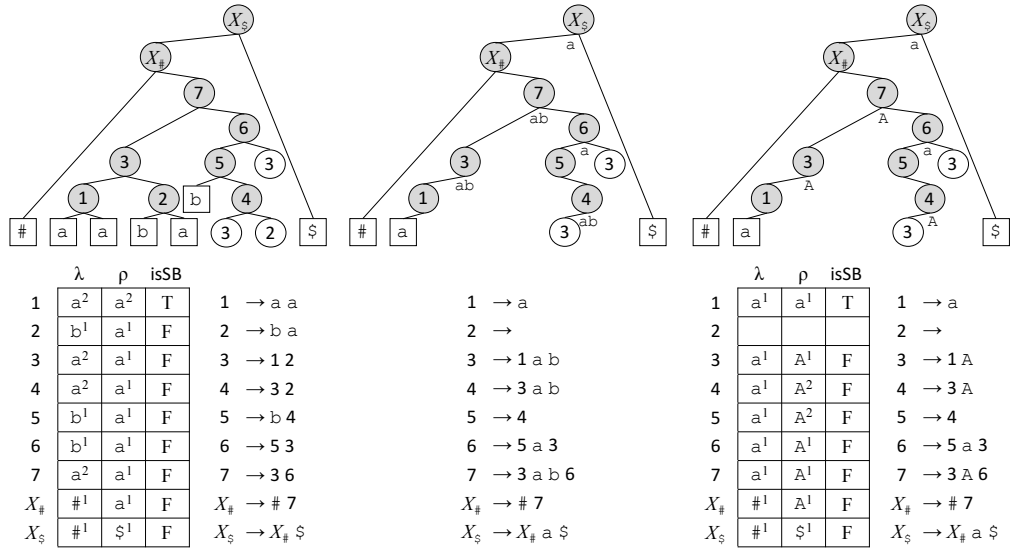 X$ X$ X$
X# X# X#
7 7 7
ab A
a a
6 6 6
3 5 3 3 5 3 3 5 3
ab a A a
1 2 b 4 1 4 1 4
# a a b a 3 2 $ # a 3 ab $ # a 3 A $
λ ρ isSB λ ρ isSB
1 a² a² T 1 → a a 1 → a 1 a¹ a¹ T 1 → a
2 b¹ a¹ F 2 → b a 2 → 2 2 →
3 a² a¹ F 3 → 1 2 3 → 1 a b 3 a¹ A¹ F 3 → 1 A
4 a² a¹ F 4 → 3 2 4 → 3 a b 4 a¹ A² F 4 → 3 A
5 b¹ a¹ F 5 → b 4 5 → 4 5 a¹ A² F 5 → 4
6 b¹ a¹ F 6 → 5 3 6 → 5 a 3 6 a¹ A¹ F 6 → 5 a 3
7 a² a¹ F 7 → 3 6 7 → 3 a b 6 7 a¹ A¹ F 7 → 3 A 6
X# #¹ a¹ F X# → # 7 X# → # 7 X# #¹ A¹ F X# → # 7
X$ #¹ $¹ F X$ → X# $ X$ → X# a $ X$ #¹ $¹ F X$ → X# a $